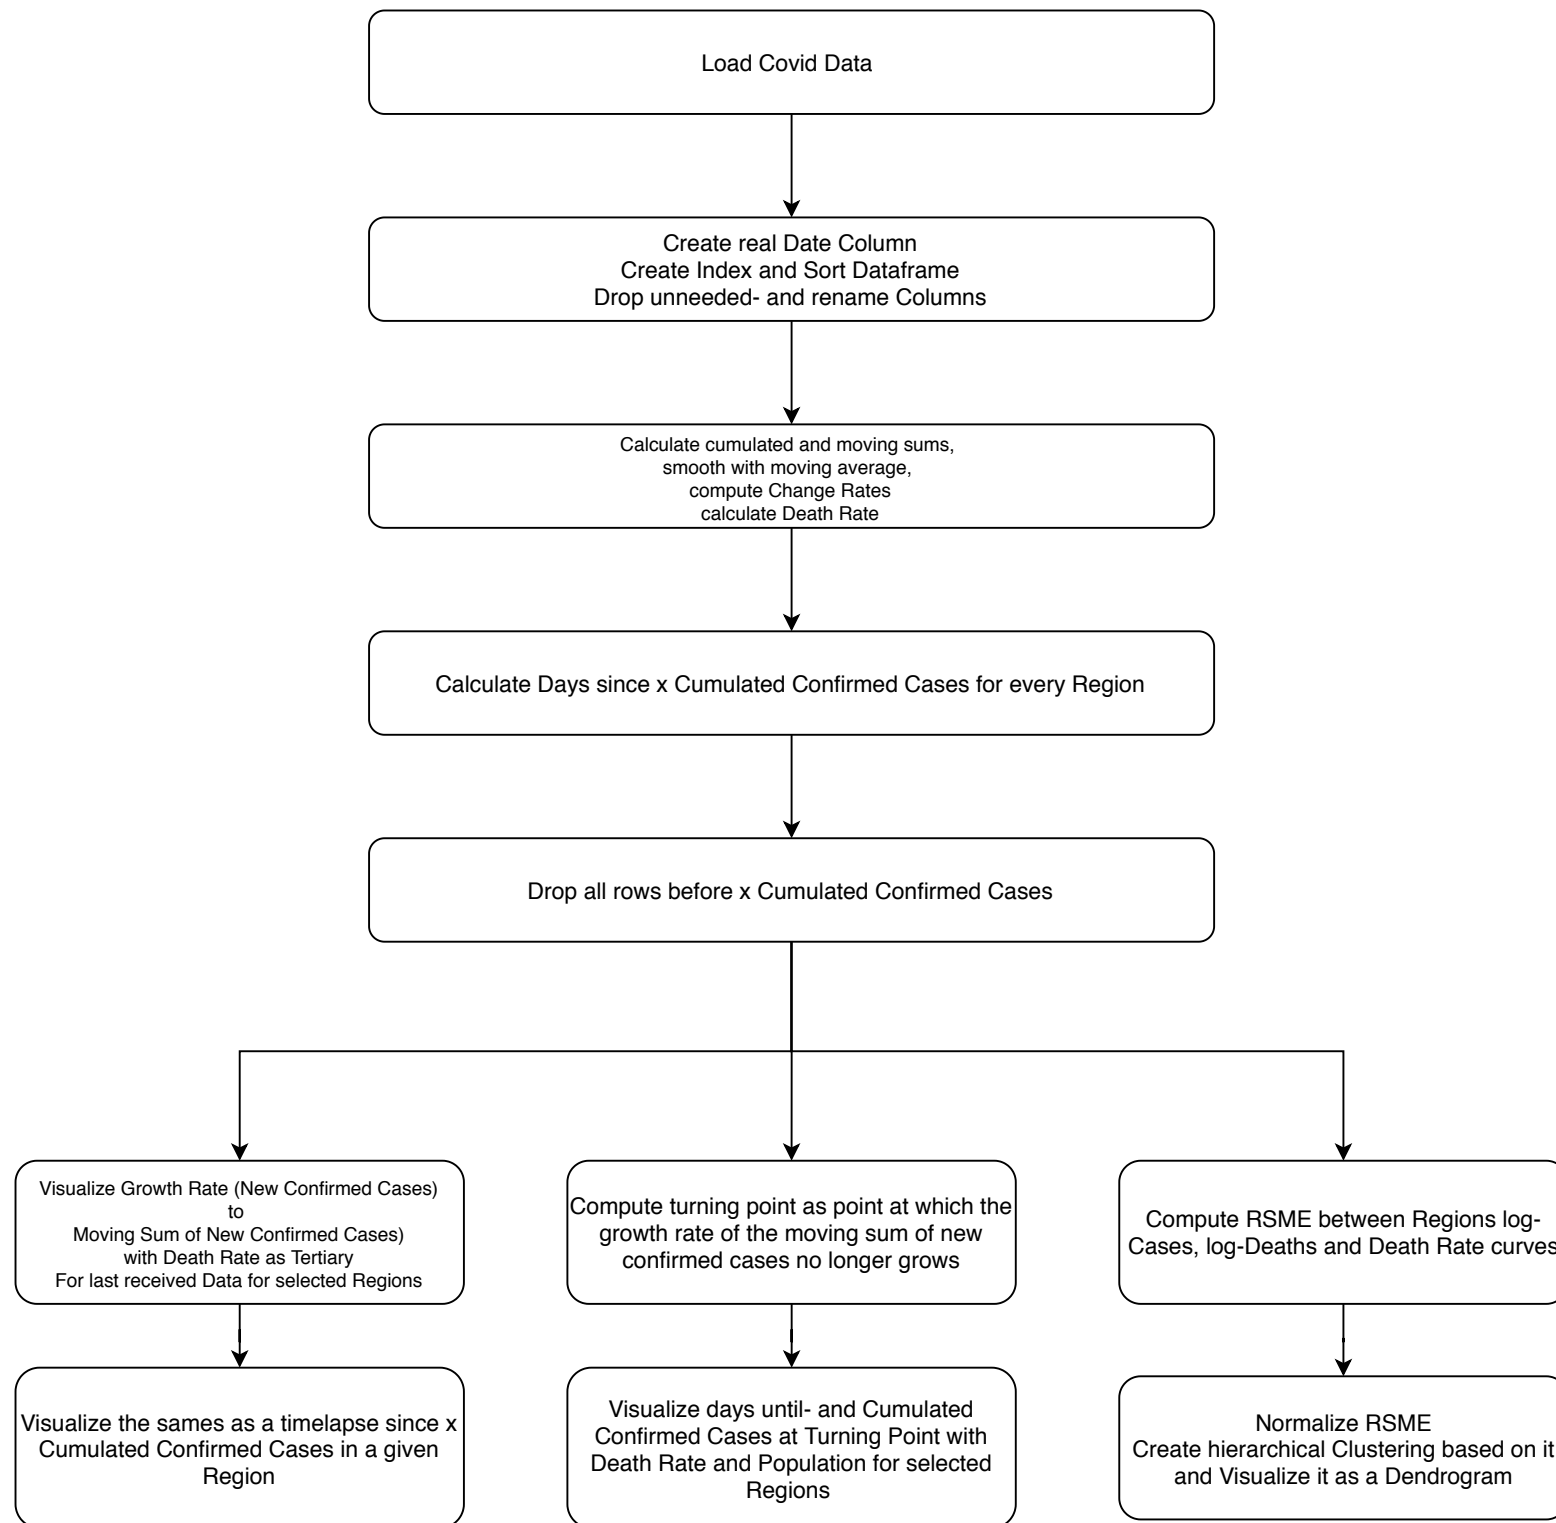 Load Covid Data
Create real Date Column
Create Index and Sort Dataframe
Drop unneeded- and rename Columns
Calculate cumulated and moving sums,
smooth with moving average,
compute Change Rates
calculate Death Rate
Calculate Days since x Cumulated Confirmed Cases for every Region
Drop all rows before x Cumulated Confirmed Cases
Visualize Growth Rate (New Confirmed Cases)
to
Moving Sum of New Confirmed Cases)
with Death Rate as Tertiary
For last received Data for selected Regions
Compute turning point as point at which the
growth rate of the moving sum of new
confirmed cases no longer grows
Compute RSME between Regions log-
Cases, log-Deaths and Death Rate curves
Visualize the sames as a timelapse since x
Cumulated Confirmed Cases in a given
Region
Visualize days until- and Cumulated
Confirmed Cases at Turning Point with
Death Rate and Population for selected
Regions
Normalize RSME
Create hierarchical Clustering based on it
and Visualize it as a Dendrogram